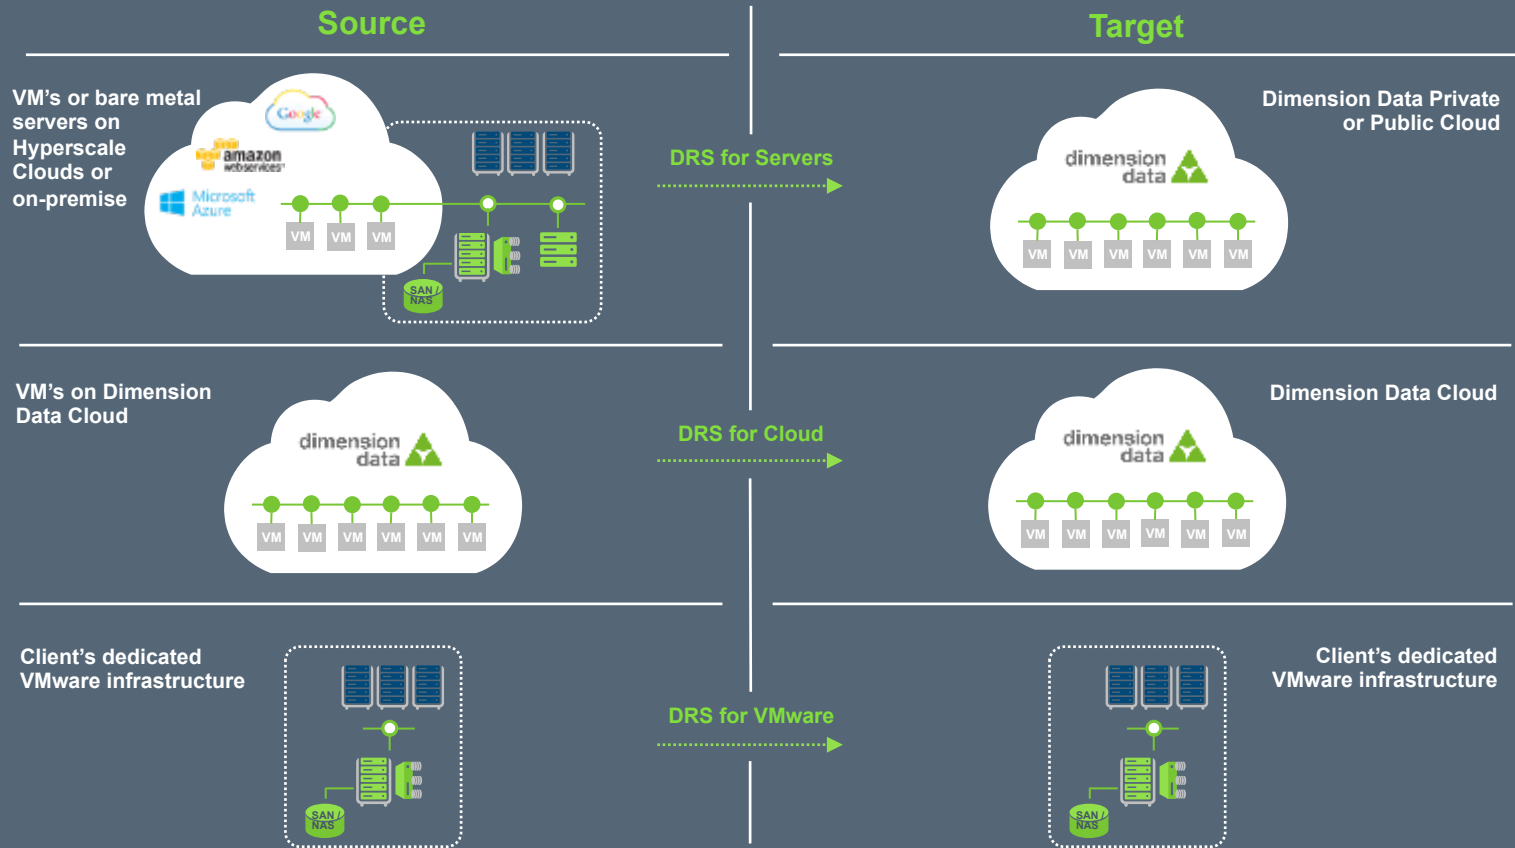 Source
Target
VM's or bare metal
servers on
Hyperscale
Clouds or
on-premise
Google
amazon
webservices™
Microsoft
Azure
VM VM VM
SAN /
NAS
DRS for Servers
Dimension Data Private
or Public Cloud
dimension
data
VM VM VM VM VM VM
VM's on Dimension
Data Cloud
dimension
data
VM VM VM VM VM VM
DRS for Cloud
Dimension Data Cloud
dimension
data
VM VM VM VM VM VM
Client's dedicated
VMware infrastructure
SAN /
NAS
DRS for VMware
Client's dedicated
VMware infrastructure
SAN /
NAS